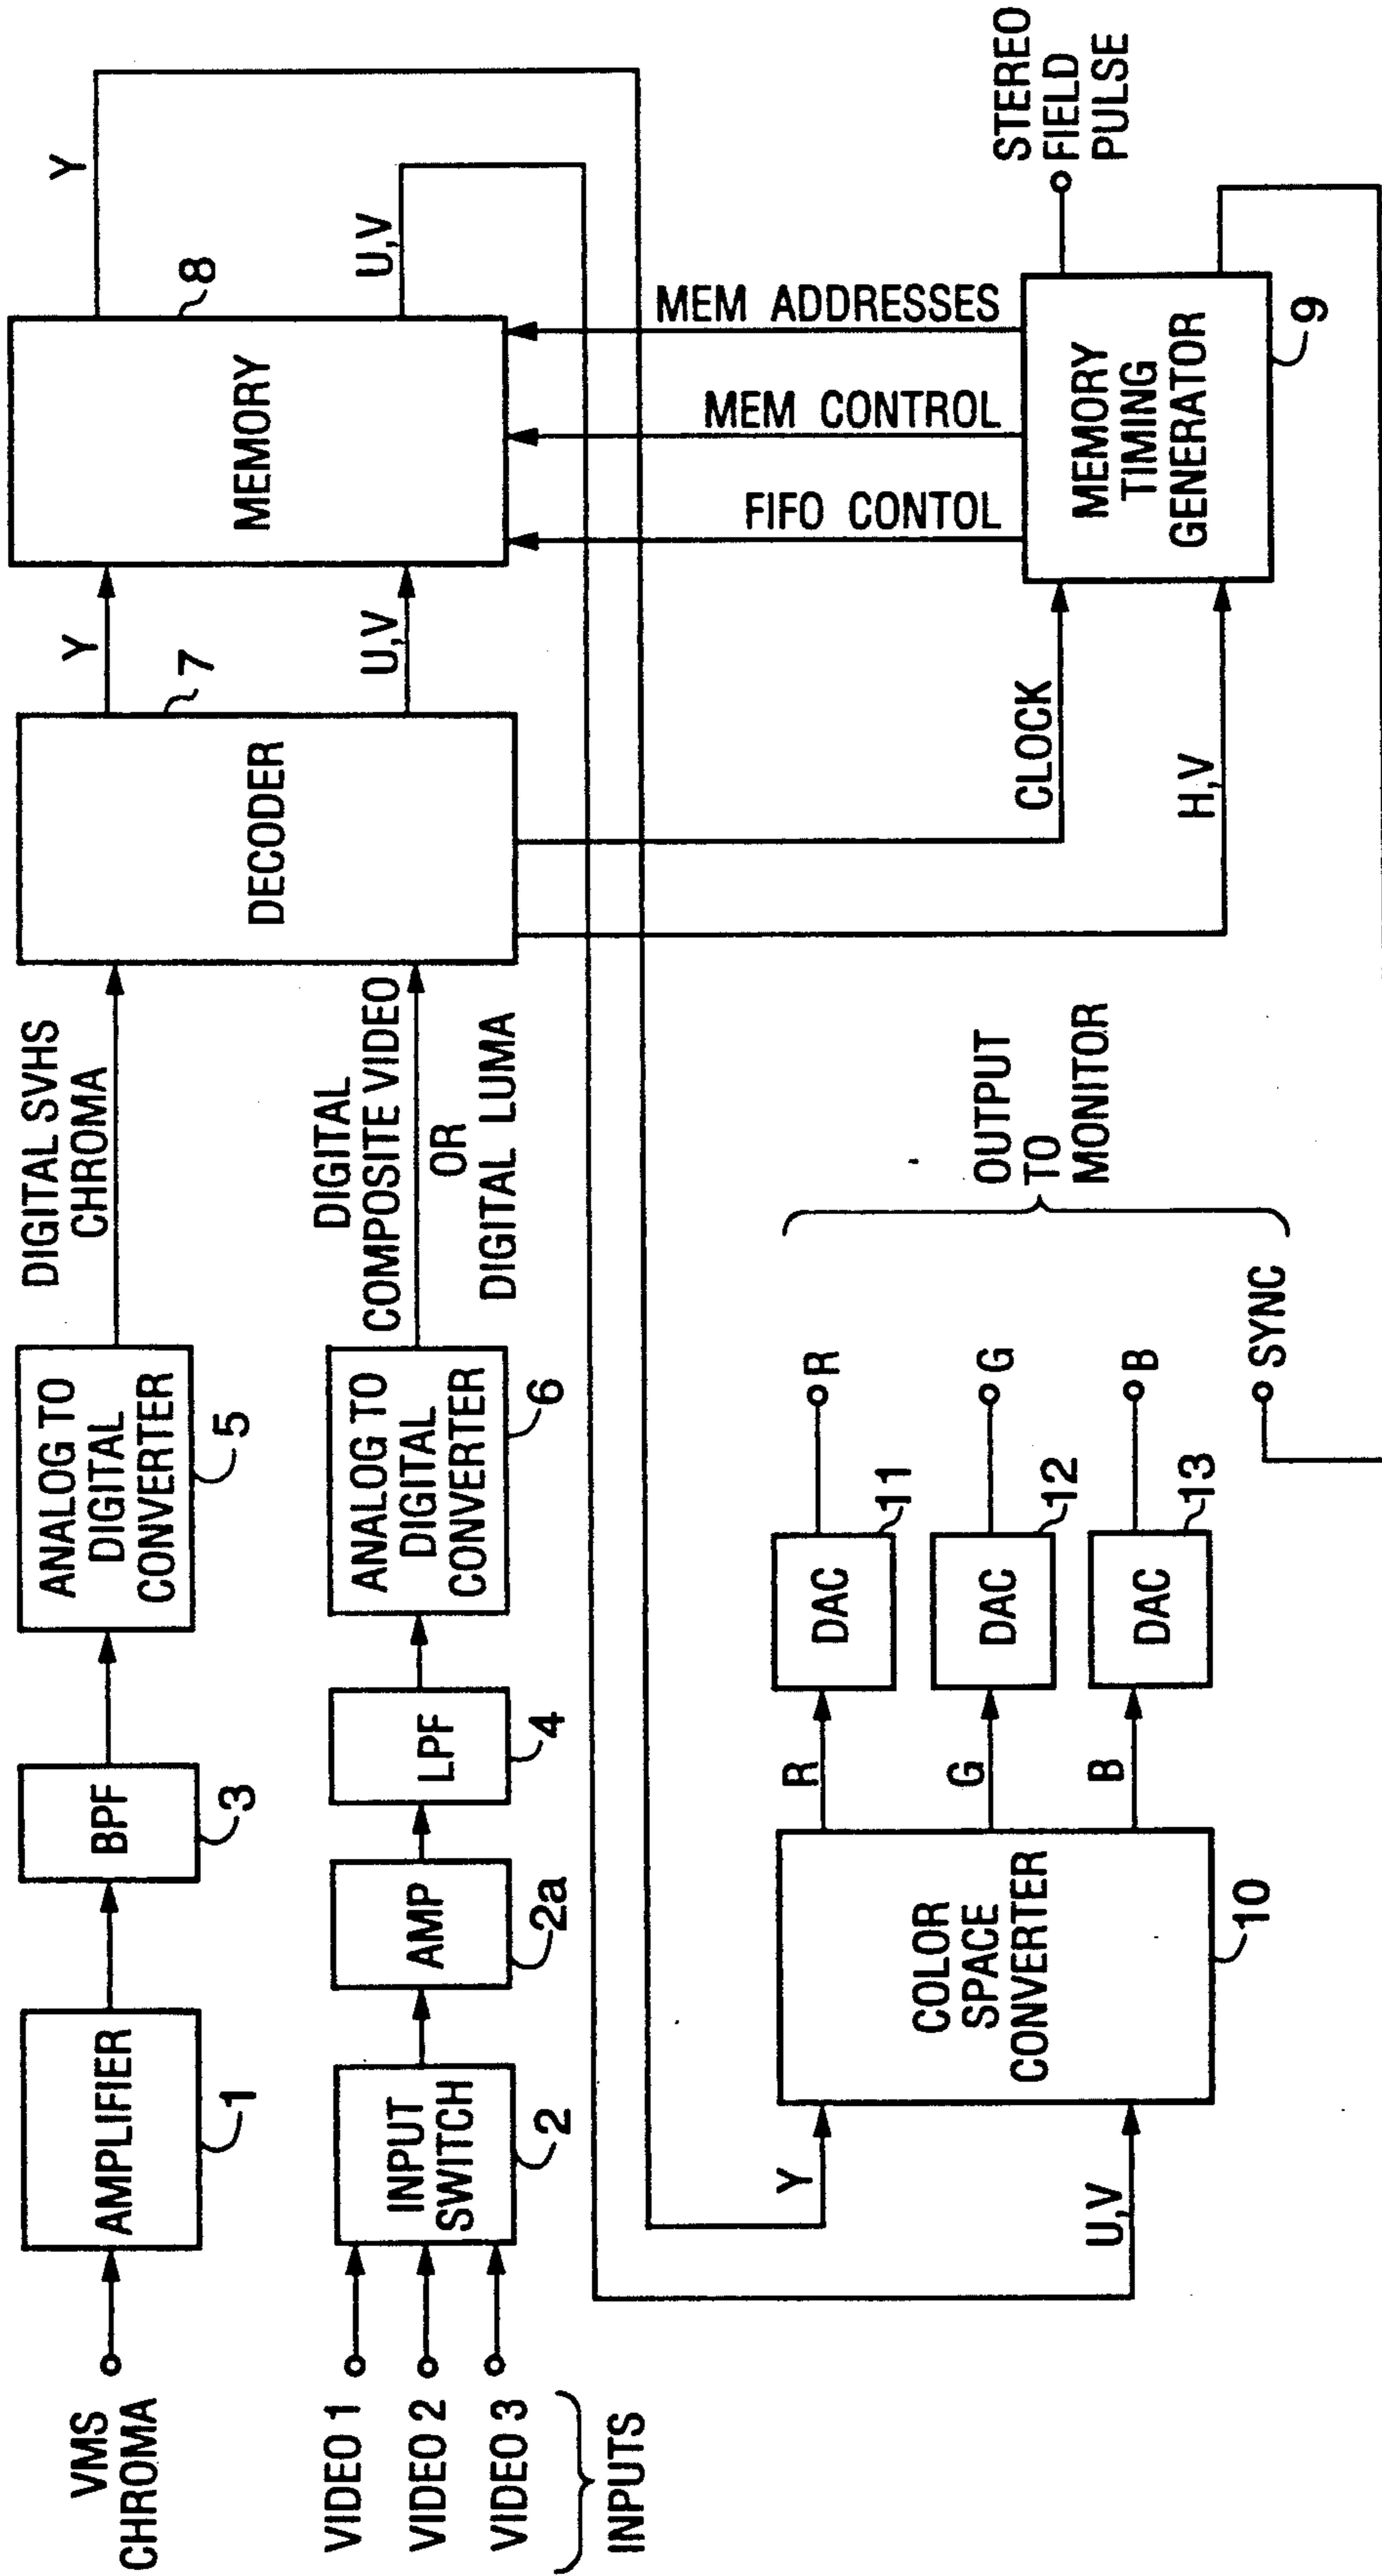 VMS
CHROMA
AMPLIFIER
1
BPF
3
ANALOG TO
DIGITAL
CONVERTER
5
DIGITAL SVHS
CHROMA
VIDEO 1
VIDEO 2
VIDEO 3
INPUTS
INPUT
SWITCH
2
AMP
2a
LPF
4
ANALOG TO
DIGITAL
CONVERTER
6
DIGITAL
COMPOSITE VIDEO
OR
DIGITAL LUMA
DECODER
7
Y
U,V
MEMORY
8
Y
U,V
CLOCK
H,V
FIFO CONTOL
MEM CONTROL
MEM ADDRESSES
MEMORY
TIMING
GENERATOR
9
STEREO
FIELD
PULSE
Y
U,V
COLOR
SPACE
CONVERTER
10
R
G
B
DAC
11
DAC
12
DAC
13
R
G
B
SYNC
OUTPUT
TO
MONITOR